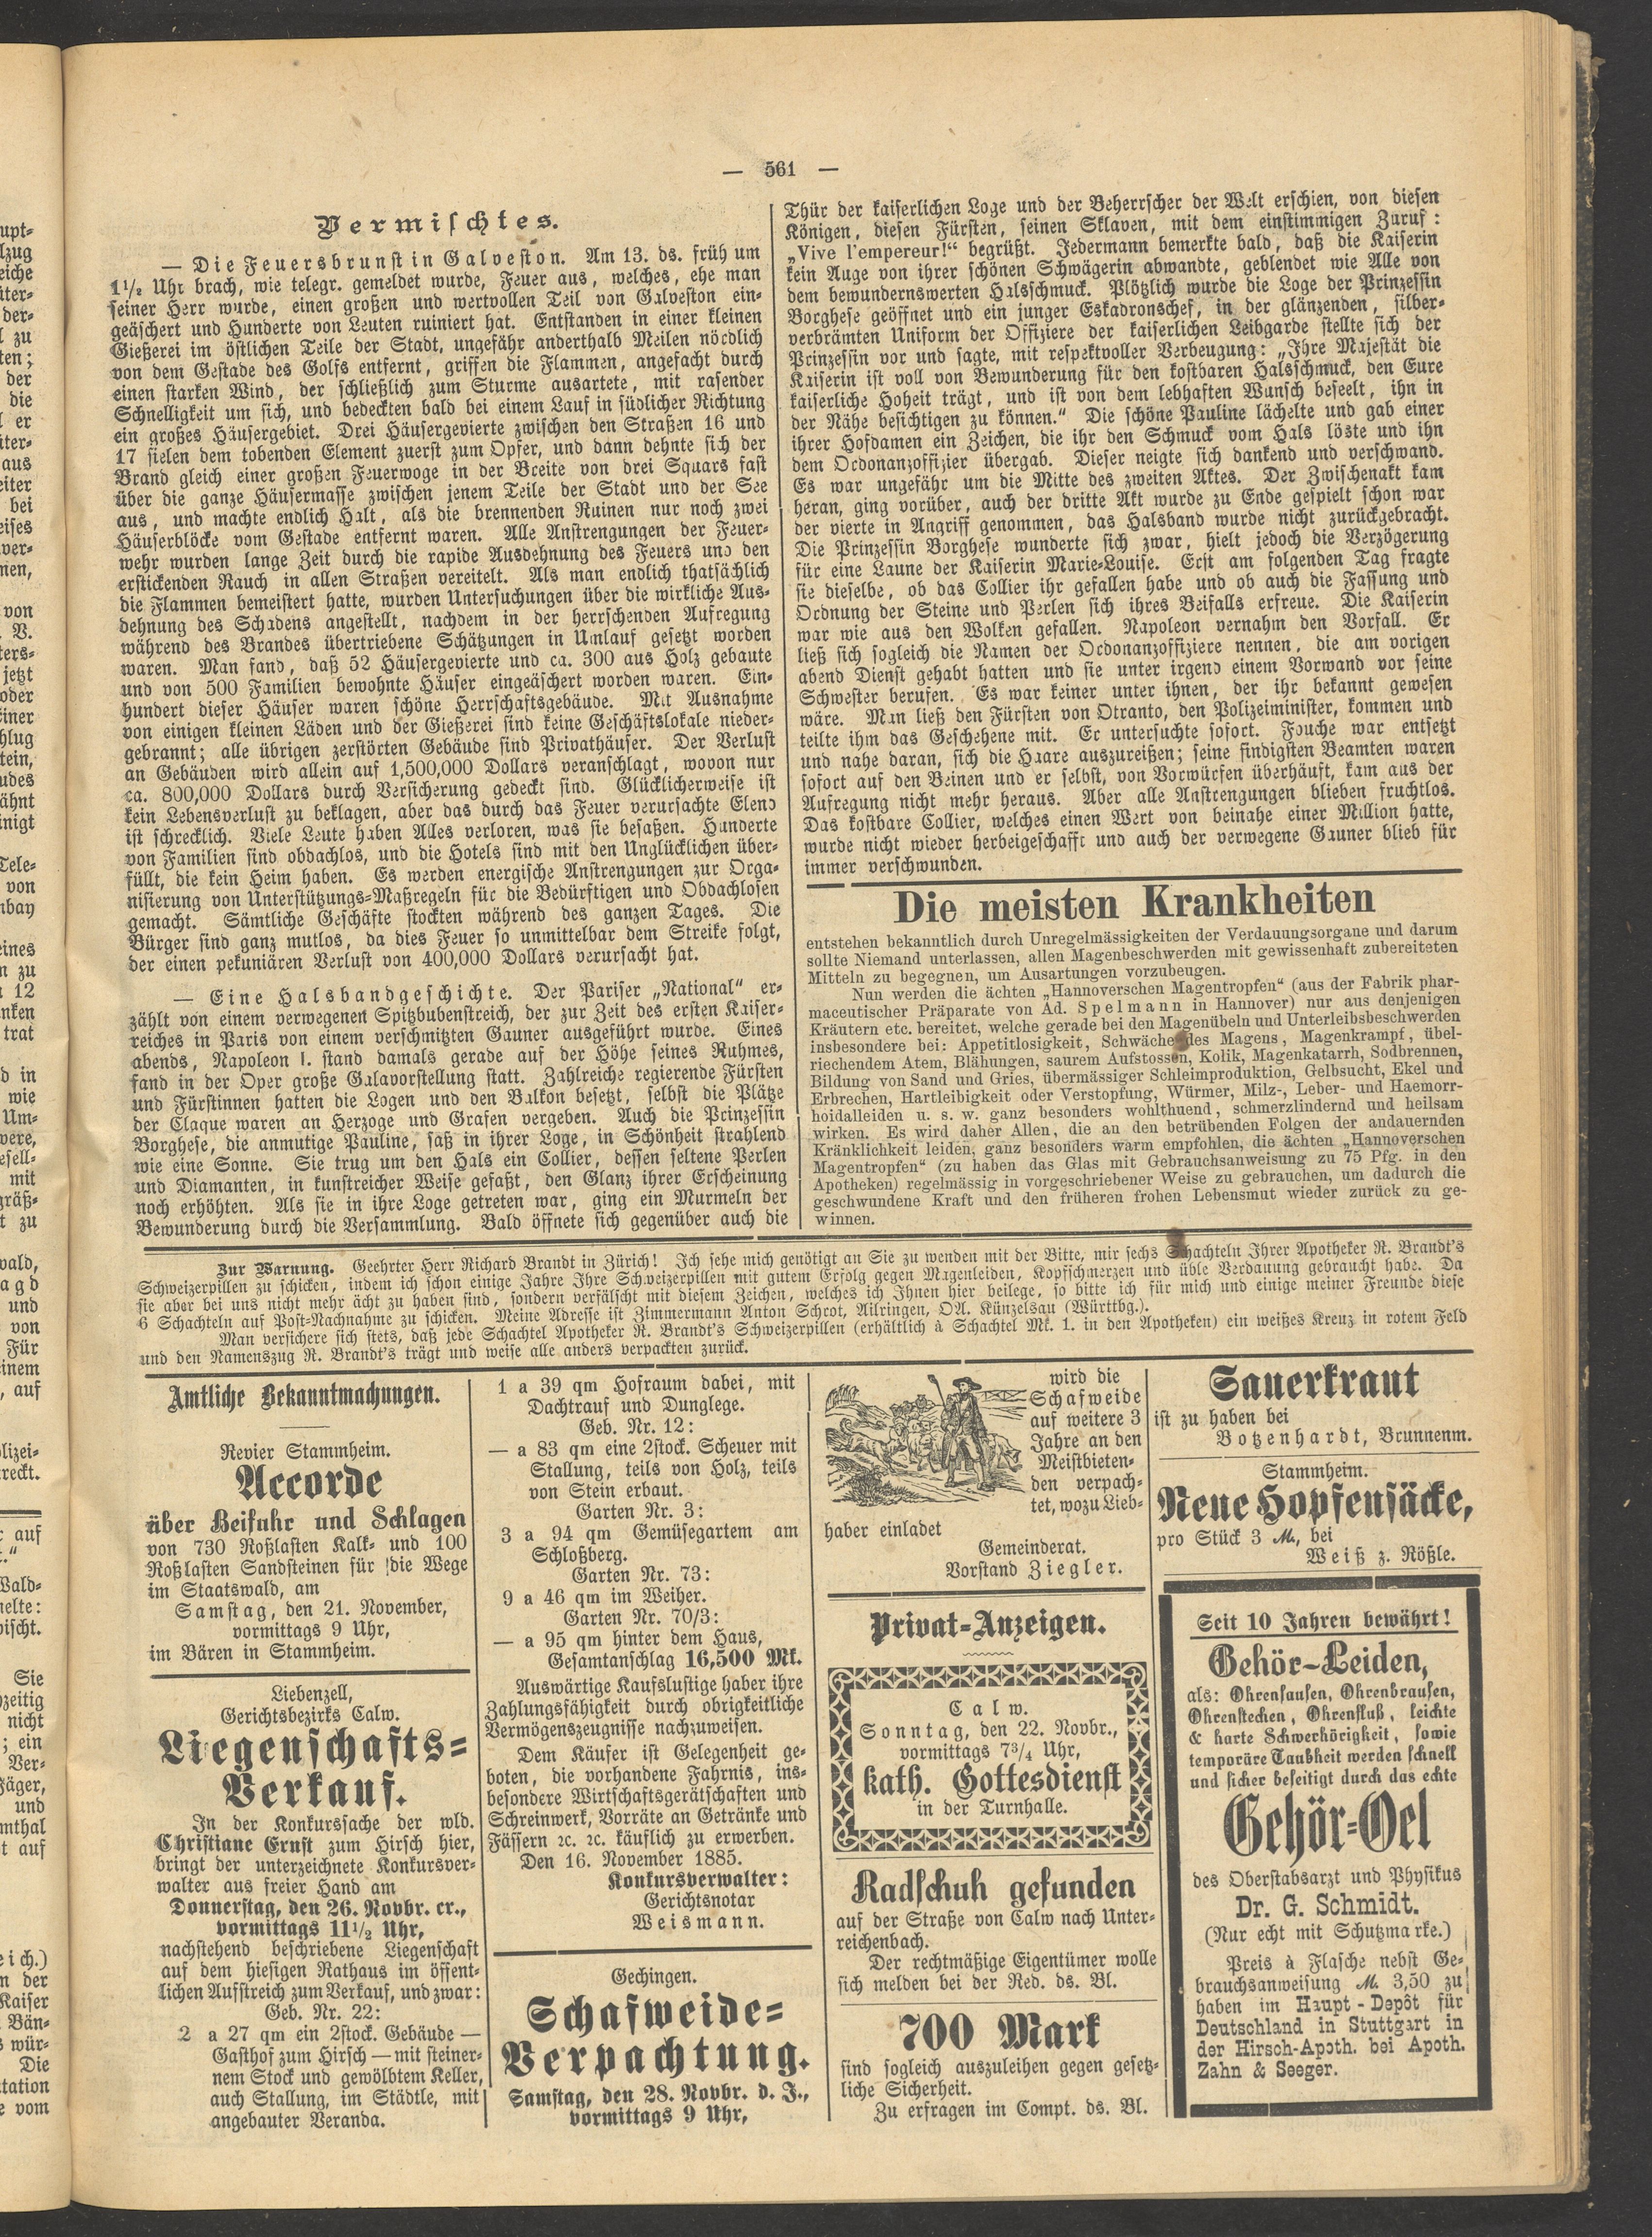 — 561 —
Vermischtes.
— Die Feuersbrunst in Galveston. Am 13. ds. früh um
1½ Uhr brach, wie telegr. gemeldet wurde, Feuer aus, welches, ehe man
seiner Herr wurde, einen großen und wertvollen Teil von Galveston ein-
geäschert und Hunderte von Leuten ruiniert hat. Entstanden in einer kleinen
Gießerei im östlichen Teile der Stadt, ungefähr anderthalb Meilen nördlich
von dem Gestade des Golfs entfernt, griffen die Flammen, angefacht durch
einen starken Wind, der schließlich zum Sturme ausartete, mit rasender
Schnelligkeit um sich, und bedeckten bald bei einem Lauf in südlicher Richtung
ein großes Häusergebiet. Drei Häusergevierte zwischen den Straßen 16 und
17 fielen dem tobenden Element zuerst zum Opfer, und dann dehnte sich der
Brand gleich einer großen Feuerwoge in der Breite von drei Squars fast
über die ganze Häusermasse zwischen jenem Teile der Stadt und der See
aus, und machte endlich Halt, als die brennenden Ruinen nur noch zwei
Häuserblöcke vom Gestade entfernt waren. Alle Anstrengungen der Feuer-
wehr wurden lange Zeit durch die rapide Ausdehnung des Feuers und den
erstickenden Rauch in allen Straßen vereitelt. Als man endlich thatsächlich
die Flammen bemeistert hatte, wurden Untersuchungen über die wirkliche Aus-
dehnung des Schadens angestellt, nachdem in der herrschenden Aufregung
während des Brandes übertriebene Schätzungen in Umlauf gesetzt worden
waren. Man fand, daß 52 Häusergevierte und ca. 300 aus Holz gebaute
und von 500 Familien bewohnte Häuser eingeäschert worden waren. Ein-
hundert dieser Häuser waren schöne Herrschaftsgebäude. Mit Ausnahme
von einigen kleinen Läden und der Gießerei sind keine Geschäftslokale nieder-
gebrannt; alle übrigen zerstörten Gebäude sind Privathäuser. Der Verlust
an Gebäuden wird allein auf 1,500,000 Dollars veranschlagt, wovon nur
ca. 800,000 Dollars durch Versicherung gedeckt sind. Glücklicherweise ist
kein Lebensverlust zu beklagen, aber das durch das Feuer verursachte Elend
ist schrecklich. Viele Leute haben Alles verloren, was sie besaßen. Hunderte
von Familien sind obdachlos, und die Hotels sind mit den Unglücklichen über-
füllt, die kein Heim haben. Es werden energische Anstrengungen zur Orga-
nisierung von Unterstützungs-Maßregeln für die Bedürftigen und Obdachlosen
gemacht. Sämtliche Geschäfte stockten während des ganzen Tages. Die
Bürger sind ganz mutlos, da dies Feuer so unmittelbar dem Streike folgt,
der einen pekuniären Verlust von 400,000 Dollars verursacht hat.
— Eine Halsbandgeschichte. Der Pariser „National“ er-
zählt von einem verwegenen Spitzbubenstreich, der zur Zeit des ersten Kaiser-
reiches in Paris von einem verschmitzten Gauner ausgeführt wurde. Eines
abends, Napoleon I. stand damals gerade auf der Höhe seines Ruhmes,
fand in der Oper große Galavorstellung statt. Zahlreiche regierende Fürsten
und Fürstinnen hatten die Logen und den Balkon besetzt, selbst die Plätze
der Claque waren an Herzoge und Grafen vergeben. Auch die Prinzessin
Borghese, die anmutige Pauline, saß in ihrer Loge, in Schönheit strahlend
wie eine Sonne. Sie trug um den Hals ein Collier, dessen seltene Perlen
und Diamanten, in kunstreicher Weise gefaßt, den Glanz ihrer Erscheinung
noch erhöhten. Als sie in ihre Loge getreten war, ging ein Murmeln der
Bewunderung durch die Versammlung. Bald öffnete sich gegenüber auch die
Thür der kaiserlichen Loge und der Beherrscher der Welt erschien, von diesen
Königen, diesen Fürsten, seinen Sklaven, mit dem einstimmigen Zuruf:
„Vive l'empereur!“ begrüßt. Jedermann bemerkte bald, daß die Kaiserin
kein Auge von ihrer schönen Schwägerin abwandte, geblendet wie Alle von
dem bewundernswerten Halsschmuck. Plötzlich wurde die Loge der Prinzessin
Borghese geöffnet und ein junger Eskadronschef, in der glänzenden, silber-
verbrämten Uniform der Offiziere der kaiserlichen Leibgarde stellte sich der
Prinzessin vor und sagte, mit respektvoller Verbeugung: „Ihre Majestät die
Kaiserin ist voll von Bewunderung für den kostbaren Halsschmuck, den Eure
kaiserliche Hoheit trägt, und ist von dem lebhaften Wunsch beseelt, ihn in
der Nähe besichtigen zu können.“ Die schöne Pauline lächelte und gab einer
ihrer Hofdamen ein Zeichen, die ihr den Schmuck vom Hals löste und ihn
dem Ordonanzoffizier übergab. Dieser neigte sich dankend und verschwand.
Es war ungefähr um die Mitte des zweiten Aktes. Der Zwischenakt kam
heran, ging vorüber, auch der dritte Akt wurde zu Ende gespielt schon war
der vierte in Angriff genommen, das Halsband wurde nicht zurückgebracht.
Die Prinzessin Borghese wunderte sich zwar, hielt jedoch die Verzögerung
für eine Laune der Kaiserin Marie-Louise. Erst am folgenden Tag fragte
sie dieselbe, ob das Collier ihr gefallen habe und ob auch die Fassung und
Ordnung der Steine und Perlen sich ihres Beifalls erfreue. Die Kaiserin
war wie aus den Wolken gefallen. Napoleon vernahm den Vorfall. Er
ließ sich sogleich die Namen der Ordonanzoffiziere nennen, die am vorigen
abend Dienst gehabt hatten und sie unter irgend einem Vorwand vor seine
Schwester berufen. Es war keiner unter ihnen, der ihr bekannt gewesen
wäre. Man ließ den Fürsten von Otranto, den Polizeiminister, kommen und
teilte ihm das Geschehene mit. Er untersuchte sofort. Fouche war entsetzt
und nahe daran, sich die Haare auszureißen; seine findigsten Beamten waren
sofort auf den Beinen und er selbst, von Vorwürfen überhäuft, kam aus der
Aufregung nicht mehr heraus. Aber alle Anstrengungen blieben fruchtlos.
Das kostbare Collier, welches einen Wert von beinahe einer Million hatte,
wurde nicht wieder herbeigeschafft und auch der verwegene Gauner blieb für
immer verschwunden.
Die meisten Krankheiten
entstehen bekanntlich durch Unregelmässigkeiten der Verdauungsorgane und darum
sollte Niemand unterlassen, allen Magenbeschwerden mit gewissenhaft zubereiteten
Mitteln zu begegnen, um Ausartungen vorzubeugen.
Nun werden die ächten „Hannoverschen Magentropfen“ (aus der Fabrik phar-
maceutischer Präparate von Ad. Spelmann in Hannover) nur aus denjenigen
Kräutern etc. bereitet, welche gerade bei den Magenübeln und Unterleibsbeschwerden
insbesondere bei: Appetitlosigkeit, Schwäche des Magens, Magenkrampf, übel-
riechendem Atem, Blähungen, saurem Aufstossen, Kolik, Magenkatarrh, Sodbrennen,
Bildung von Sand und Gries, übermässiger Schleimproduktion, Gelbsucht, Ekel und
Erbrechen, Hartleibigkeit oder Verstopfung, Würmer, Milz-, Leber- und Haemorr-
hoidalleiden u. s. w. ganz besonders wohlthuend, schmerzlindernd und heilsam
wirken. Es wird daher Allen, die an den betrübenden Folgen der andauernden
Kränklichkeit leiden, ganz besonders warm empfohlen, die ächten „Hannoverschen
Magentropfen“ (zu haben das Glas mit Gebrauchsanweisung zu 75 Pfg. in den
Apotheken) regelmässig in vorgeschriebener Weise zu gebrauchen, um dadurch die
geschwundene Kraft und den früheren frohen Lebensmut wieder zurück zu ge-
winnen.
Zur Warnung. Geehrter Herr Richard Brandt in Zürich! Ich sehe mich genötigt an Sie zu wenden mit der Bitte, mir sechs Schachteln Ihrer Apotheker R. Brandt's
Schweizerpillen zu schicken, indem ich schon einige Jahre Ihre Schweizerpillen mit gutem Erfolg gegen Magenleiden, Kopfschmerzen und üble Verdauung gebraucht habe. Da
sie aber bei uns nicht mehr ächt zu haben sind, sondern verfälscht mit diesem Zeichen, welches ich Ihnen hier beilege, so bitte ich für mich und einige meiner Freunde diese
6 Schachteln auf Post-Nachnahme zu schicken. Meine Adresse ist Zimmermann Anton Schrot, Ailringen, OA. Künzelsau (Württbg.).
Man versichere sich stets, daß jede Schachtel Apotheker R. Brandt's Schweizerpillen (erhältlich à Schachtel Mk. 1. in den Apotheken) ein weißes Kreuz in rotem Feld
und den Namenszug R. Brandt's trägt und weise alle anders verpackten zurück.
Amtliche Bekanntmachungen.
Revier Stammheim.
Accorde
über Beifuhr und Schlagen
von 730 Roßlasten Kalk- und 100
Roßlasten Sandsteinen für die Wege
im Staatswald, am
Samstag, den 21. November,
vormittags 9 Uhr,
im Bären in Stammheim.
Liebenzell,
Gerichtsbezirks Calw.
Liegenschafts-
Verkauf.
In der Konkurssache der wld.
Christiane Ernst zum Hirsch hier,
bringt der unterzeichnete Konkursver-
walter aus freier Hand am
Donnerstag, den 26. Novbr. cr.,
vormittags 11½ Uhr,
nachstehend beschriebene Liegenschaft
auf dem hiesigen Rathaus im öffent-
lichen Aufstreich zum Verkauf, und zwar:
Geb. Nr. 22:
2 a 27 qm ein 2stock. Gebäude —
Gasthof zum Hirsch — mit steiner-
nem Stock und gewölbtem Keller,
auch Stallung, im Städtle, mit
angebauter Veranda.
1 a 39 qm Hofraum dabei, mit
Dachtrauf und Dunglege.
Geb. Nr. 12:
— a 83 qm eine 2stock. Scheuer mit
Stallung, teils von Holz, teils
von Stein erbaut.
Garten Nr. 3:
3 a 94 qm Gemüsegartem am
Schloßberg.
Garten Nr. 73:
9 a 46 qm im Weiher.
Garten Nr. 70/3:
— a 95 qm hinter dem Haus,
Gesamtanschlag 16,500 Mk.
Auswärtige Kaufslustige haber ihre
Zahlungsfähigkeit durch obrigkeitliche
Vermögenszeugnisse nachzuweisen.
Dem Käufer ist Gelegenheit ge-
boten, die vorhandene Fahrnis, ins-
besondere Wirtschaftsgerätschaften und
Schreinwerk, Vorräte an Getränke und
Fässern ꝛc. ꝛc. käuflich zu erwerben.
Den 16. November 1885.
Konkursverwalter:
Gerichtsnotar
Weismann.
Gechingen.
Schafweide-
Verpachtung.
Samstag, den 28. Novbr. d. J.,
vormittags 9 Uhr,
wird die
Schafweide
auf weitere 3
Jahre an den
Meistbieten-
den verpach-
tet, wozu Lieb-
haber einladet
Gemeinderat.
Vorstand Ziegler.
Privat-Anzeigen.
Calw.
Sonntag, den 22. Novbr.,
vormittags 7¾ Uhr,
kath. Gottesdienst
in der Turnhalle.
Radschuh gefunden
auf der Straße von Calw nach Unter-
reichenbach.
Der rechtmäßige Eigentümer wolle
sich melden bei der Red. ds. Bl.
700 Mark
sind sogleich auszuleihen gegen gesetz-
liche Sicherheit.
Zu erfragen im Compt. ds. Bl.
Sauerkraut
ist zu haben bei
Botzenhardt, Brunnenm.
Stammheim.
Neue Hopfensäcke,
pro Stück 3 M., bei
Weiß z. Rößle.
Seit 10 Jahren bewährt!
Gehör-Leiden,
als: Ohrensausen, Ohrenbrausen,
Ohrenstechen, Ohrenfluß, leichte
& harte Schwerhörigkeit, sowie
temporäre Taubheit werden schnell
und sicher beseitigt durch das echte
Gehör-Oel
des Oberstabsarzt und Physikus
Dr. G. Schmidt.
(Nur echt mit Schutzmarke.)
Preis à Flasche nebst Ge-
brauchsanweisung M. 3,50 zu
haben im Haupt-Depôt für
Deutschland in Stuttgart in
der Hirsch-Apoth. bei Apoth.
Zahn & Seeger.